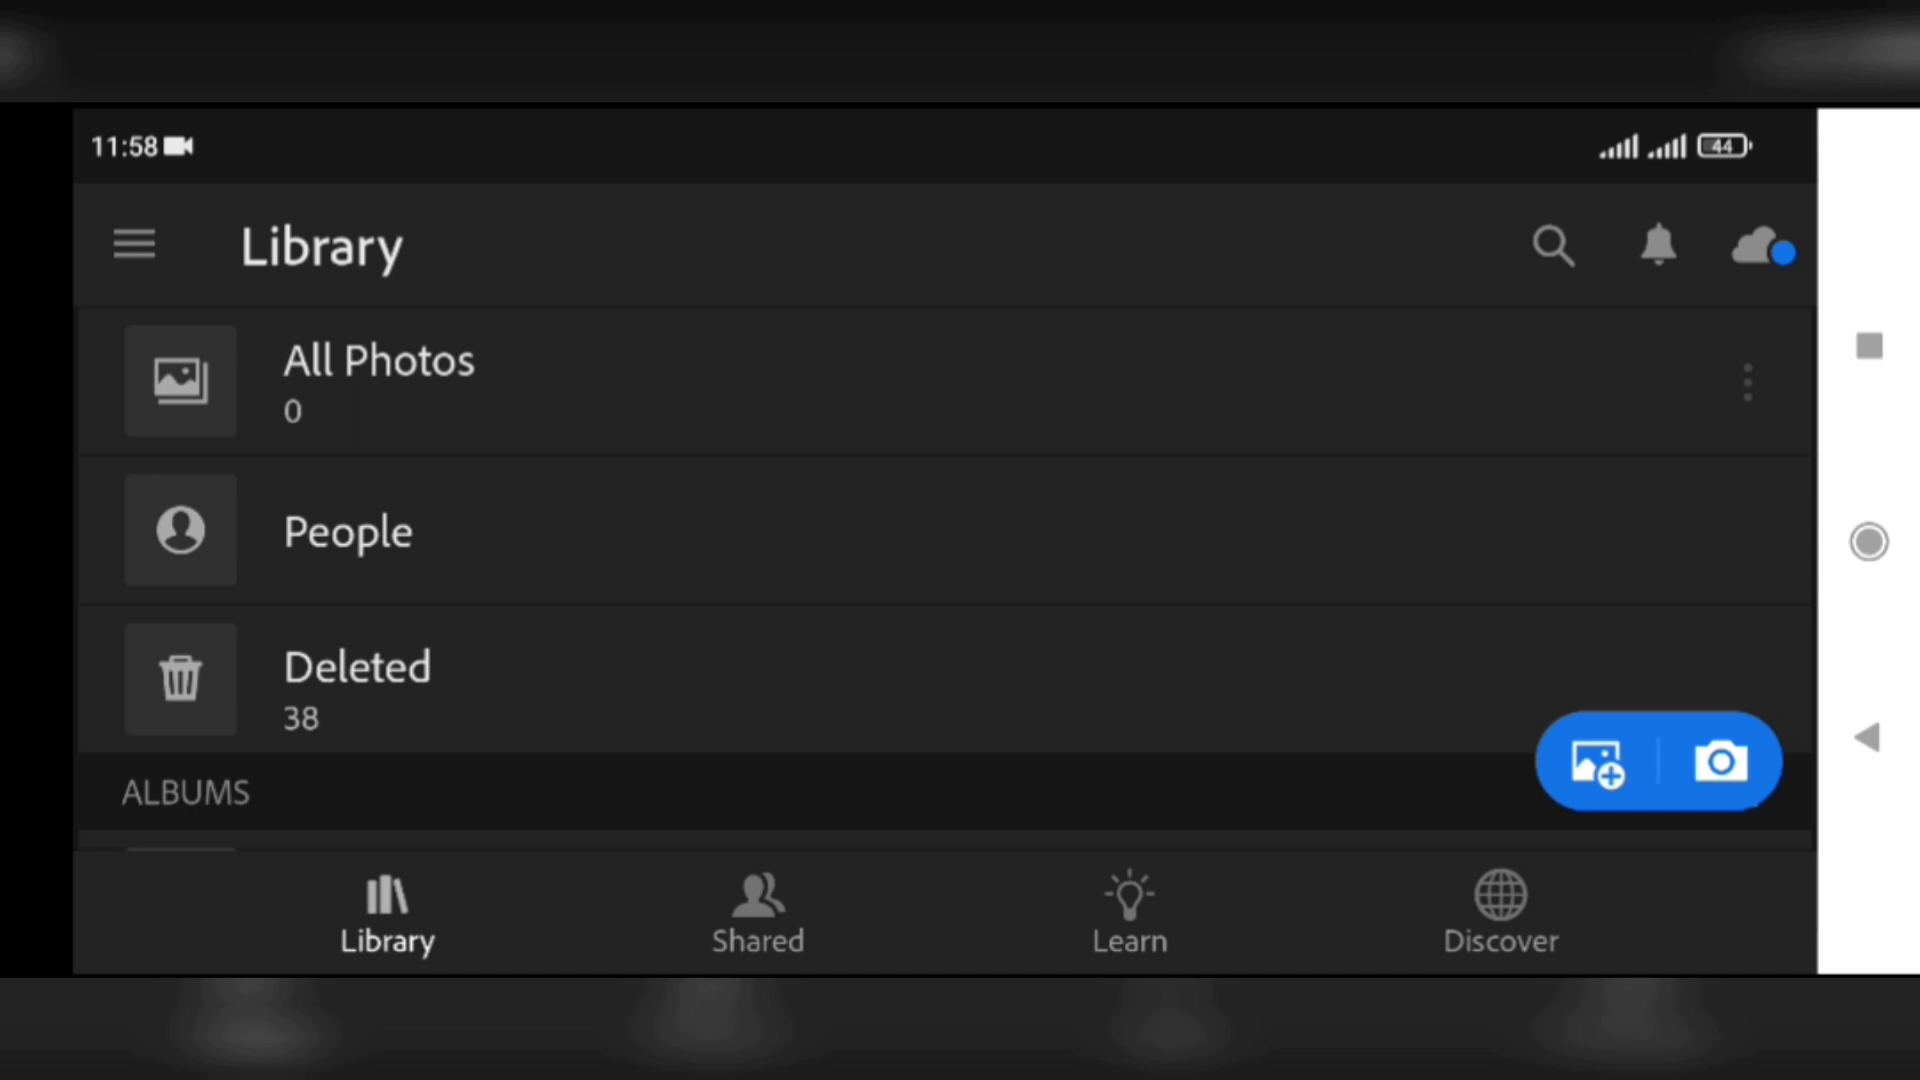 11:58
44
Library
All Photos
0
People
Deleted
38
ALBUMS
Library
Shared
Learn
Discover